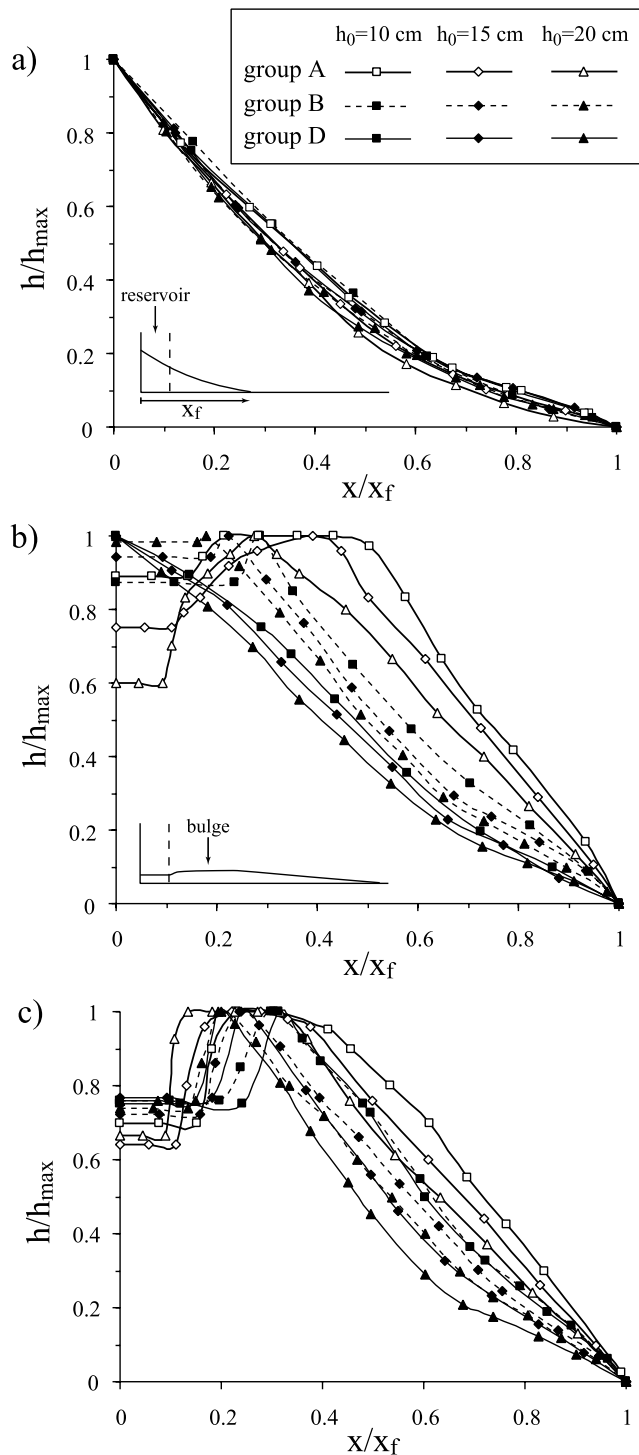 a)
h₀=10 cm h₀=15 cm h₀=20 cm
group A
group B
group D
1
0.8
0.6
0.4
0.2
0
h/hmax
reservoir
xf
0 0.2 0.4 0.6 0.8 1
x/xf
b)
1
0.8
0.6
0.4
0.2
0
h/hmax
bulge
0 0.2 0.4 0.6 0.8 1
x/xf
c)
1
0.8
0.6
0.4
0.2
0
h/hmax
0 0.2 0.4 0.6 0.8 1
x/xf